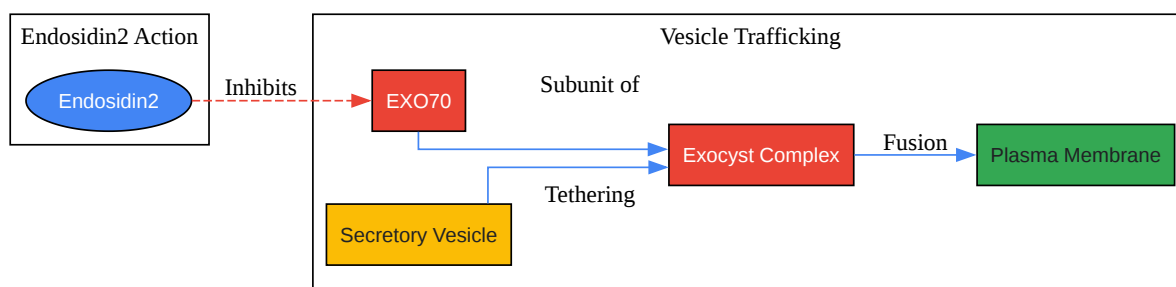 Endosidin2 Action
Vesicle Trafficking
Endosidin2
Inhibits
EXO70
Subunit of
Exocyst Complex
Fusion
Plasma Membrane
Tethering
Secretory Vesicle